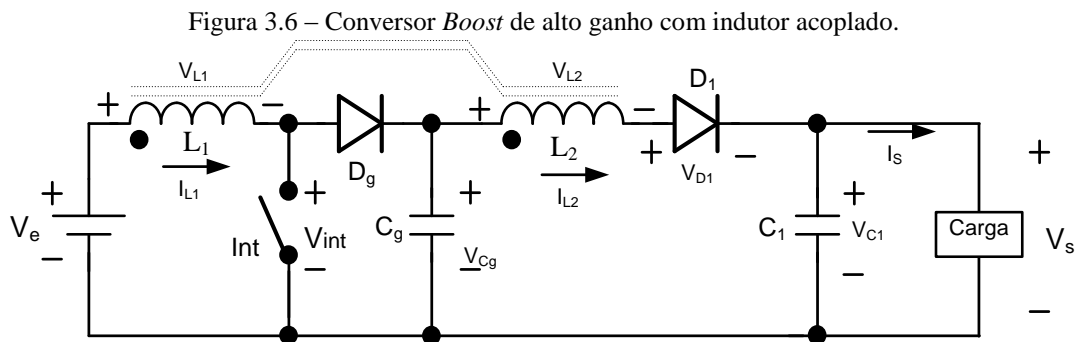 Figura 3.6 – Conversor Boost de alto ganho com indutor acoplado.
VL1
VL2
D1
+
–
+
–
L1
IL1
Dg
L2
IL2
+
VD1
–
IS
+
Ve
+
–
Int
+
Vint
–
Cg
+
VCg
–
C1
+
VC1
–
Carga
Vs
–